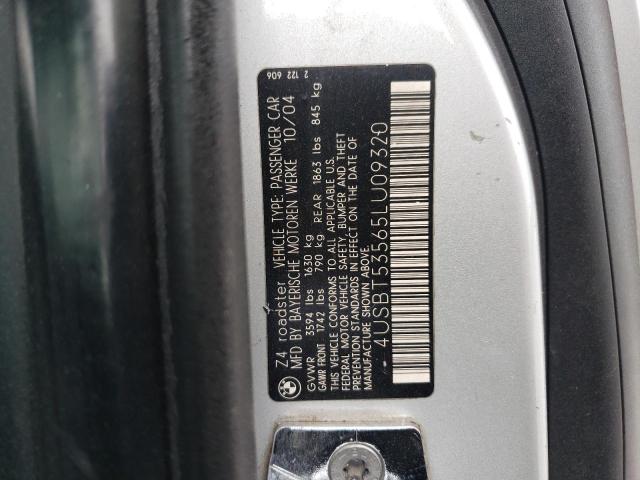 Z4 roadster VEHICLE TYPE: PASSENGER CAR
MFD BY BAYERISCHE MOTOREN WERKE 10/04
GVWR 3594 lbs 1630 kg
GAWR FRONT 1742 lbs 790 kg REAR 1863 lbs 845 kg
THIS VEHICLE CONFORMS TO ALL APPLICABLE U.S.
FEDERAL MOTOR VEHICLE SAFETY, BUMPER AND THEFT
PREVENTION STANDARDS IN EFFECT ON THE DATE OF
MANUFACTURE SHOWN ABOVE.
4USBT53565LU09320
2 122 606
BMW